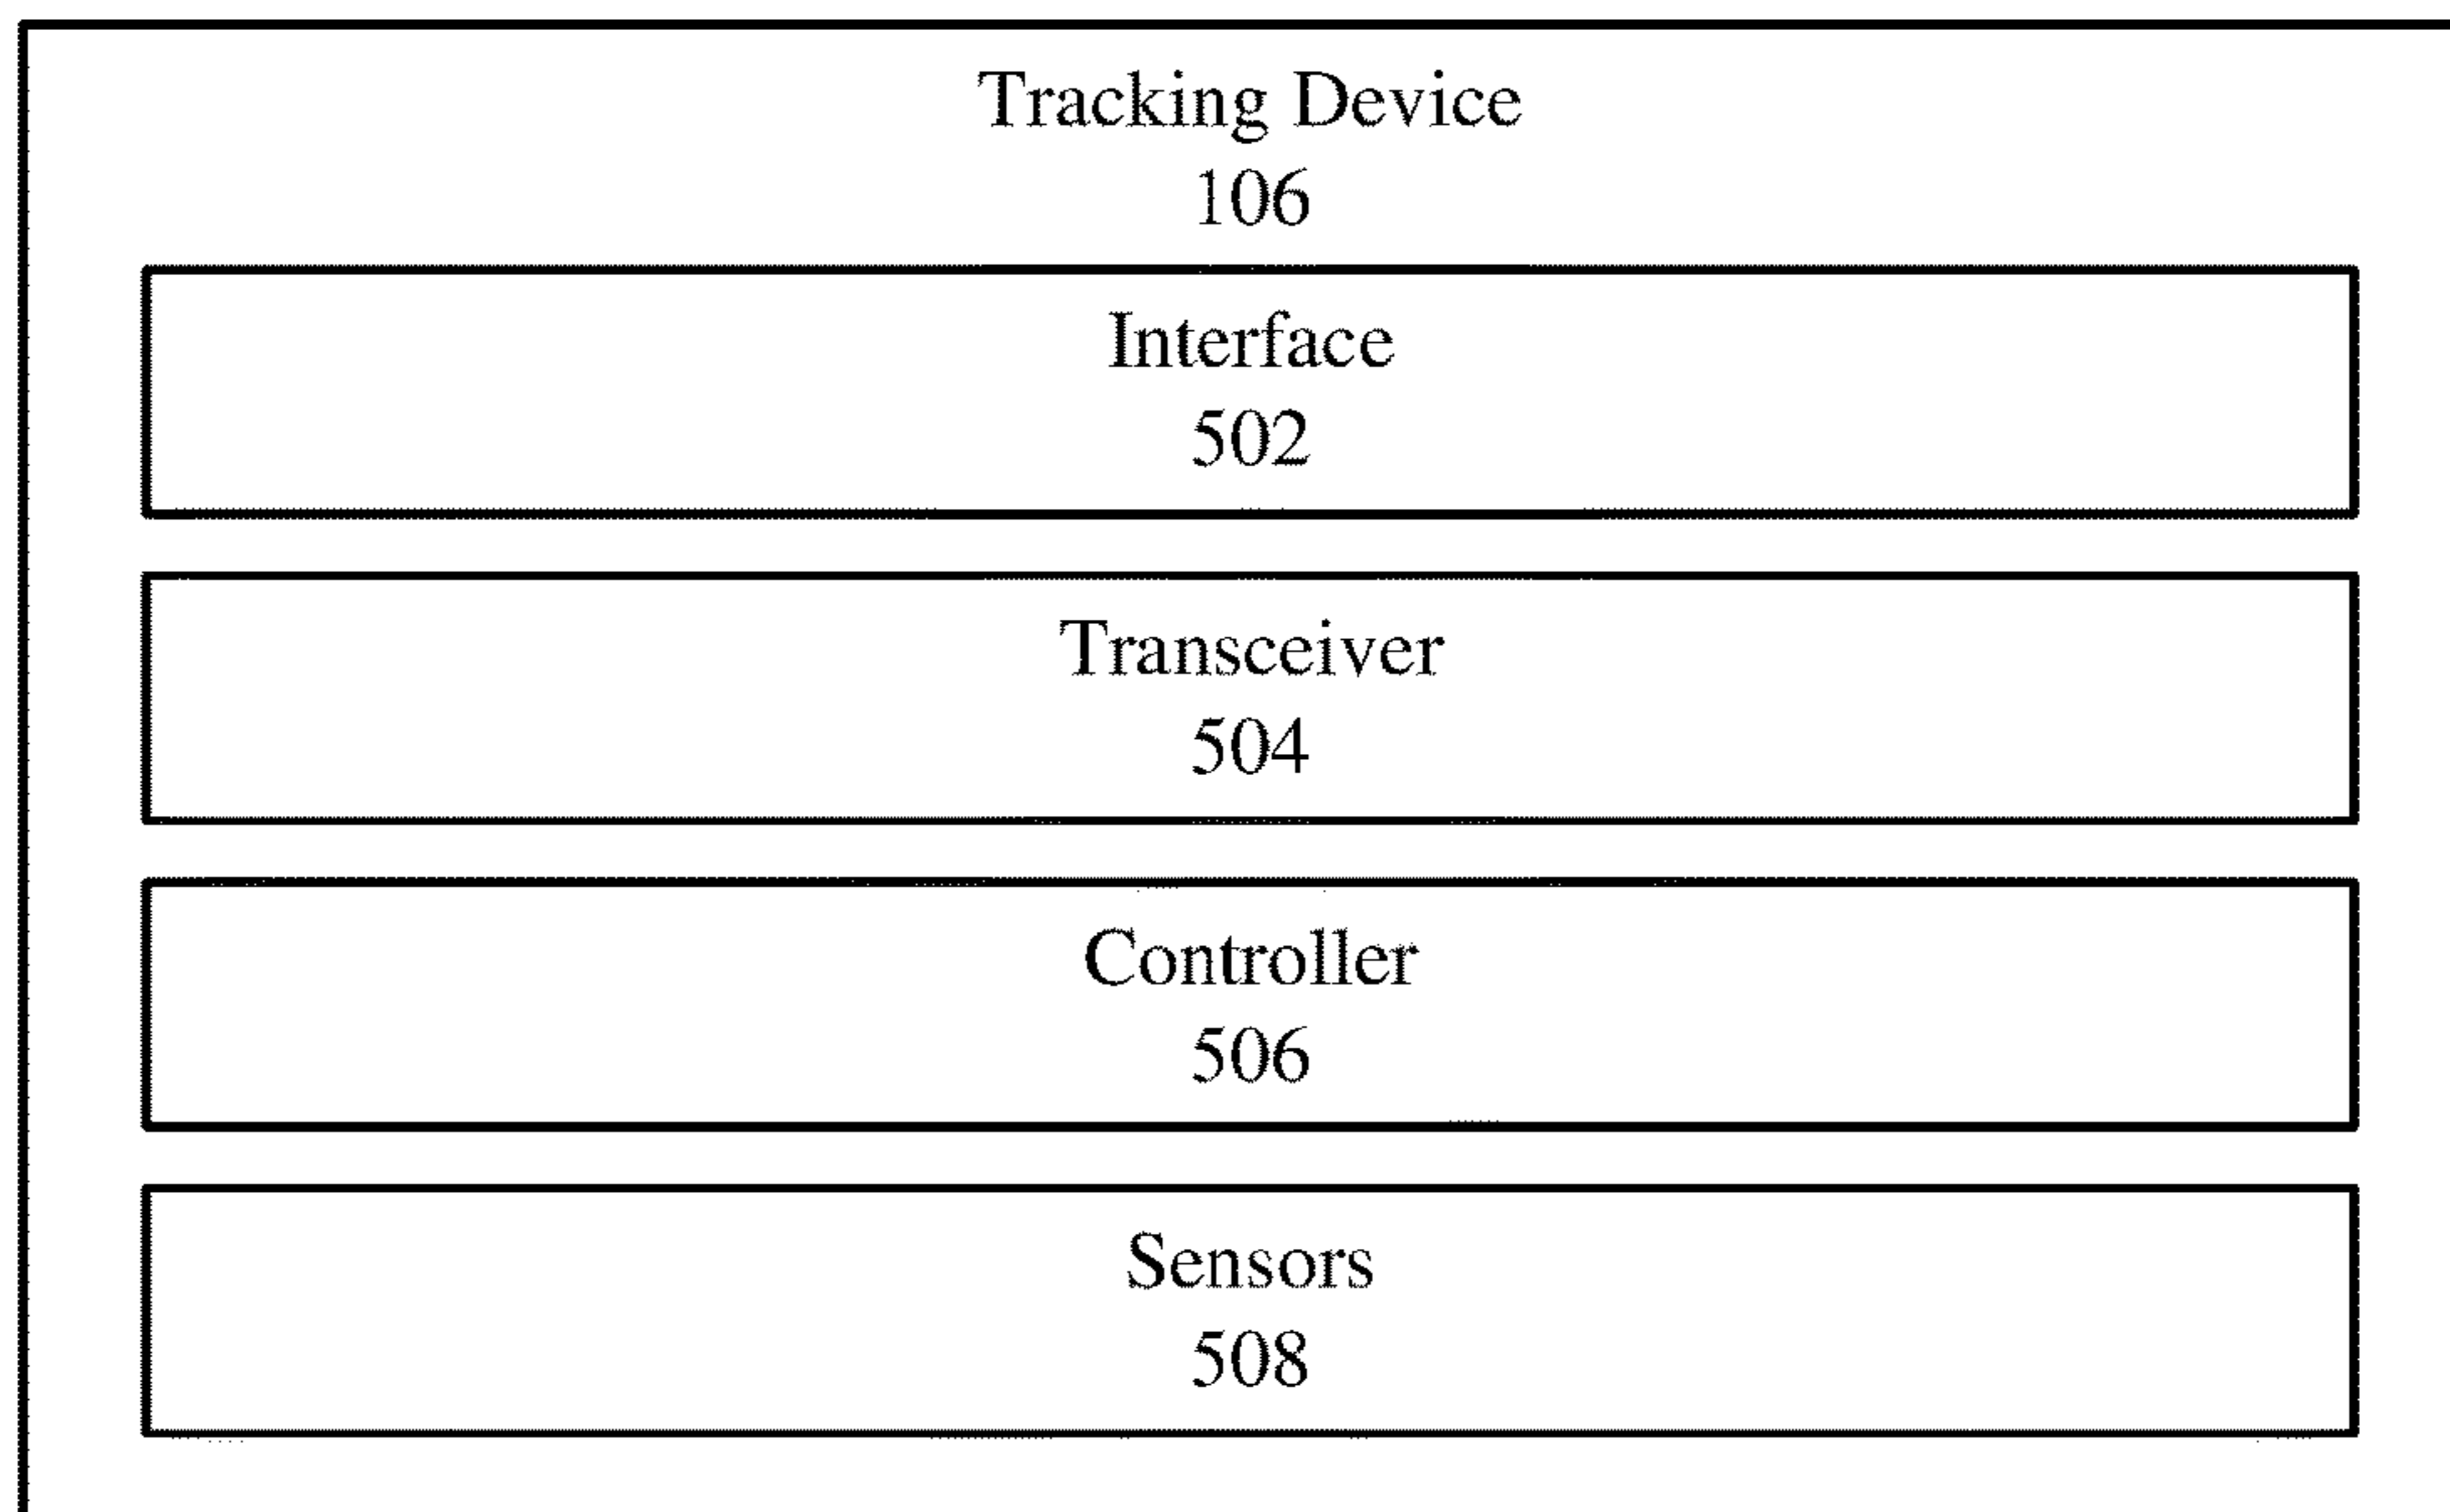 Tracking Device
106
Interface
502
Transceiver
504
Controller
506
Sensors
508